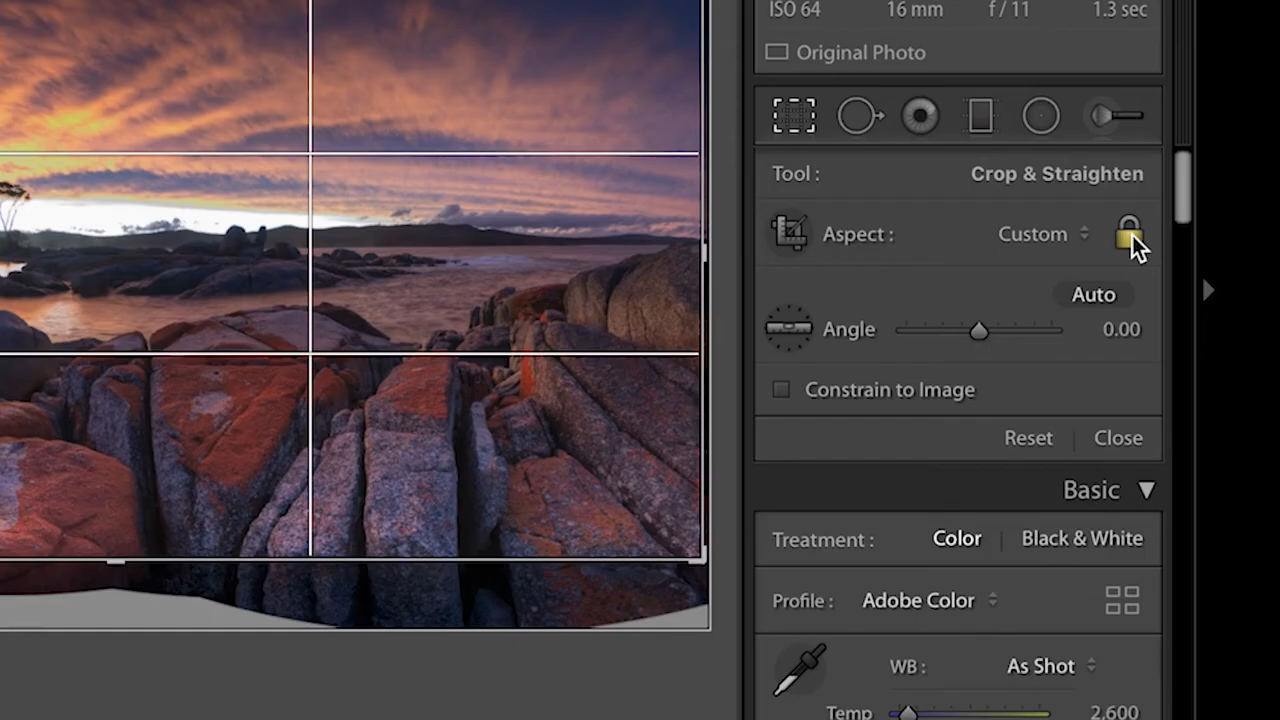 ISO 64 16 mm f / 11 1.3 sec
Original Photo
Tool : Crop & Straighten
Aspect : Custom
Auto
Angle 0.00
Constrain to Image
Reset Close
Basic
Treatment : Color Black & White
Profile : Adobe Color
WB : As Shot
Temp 2,600